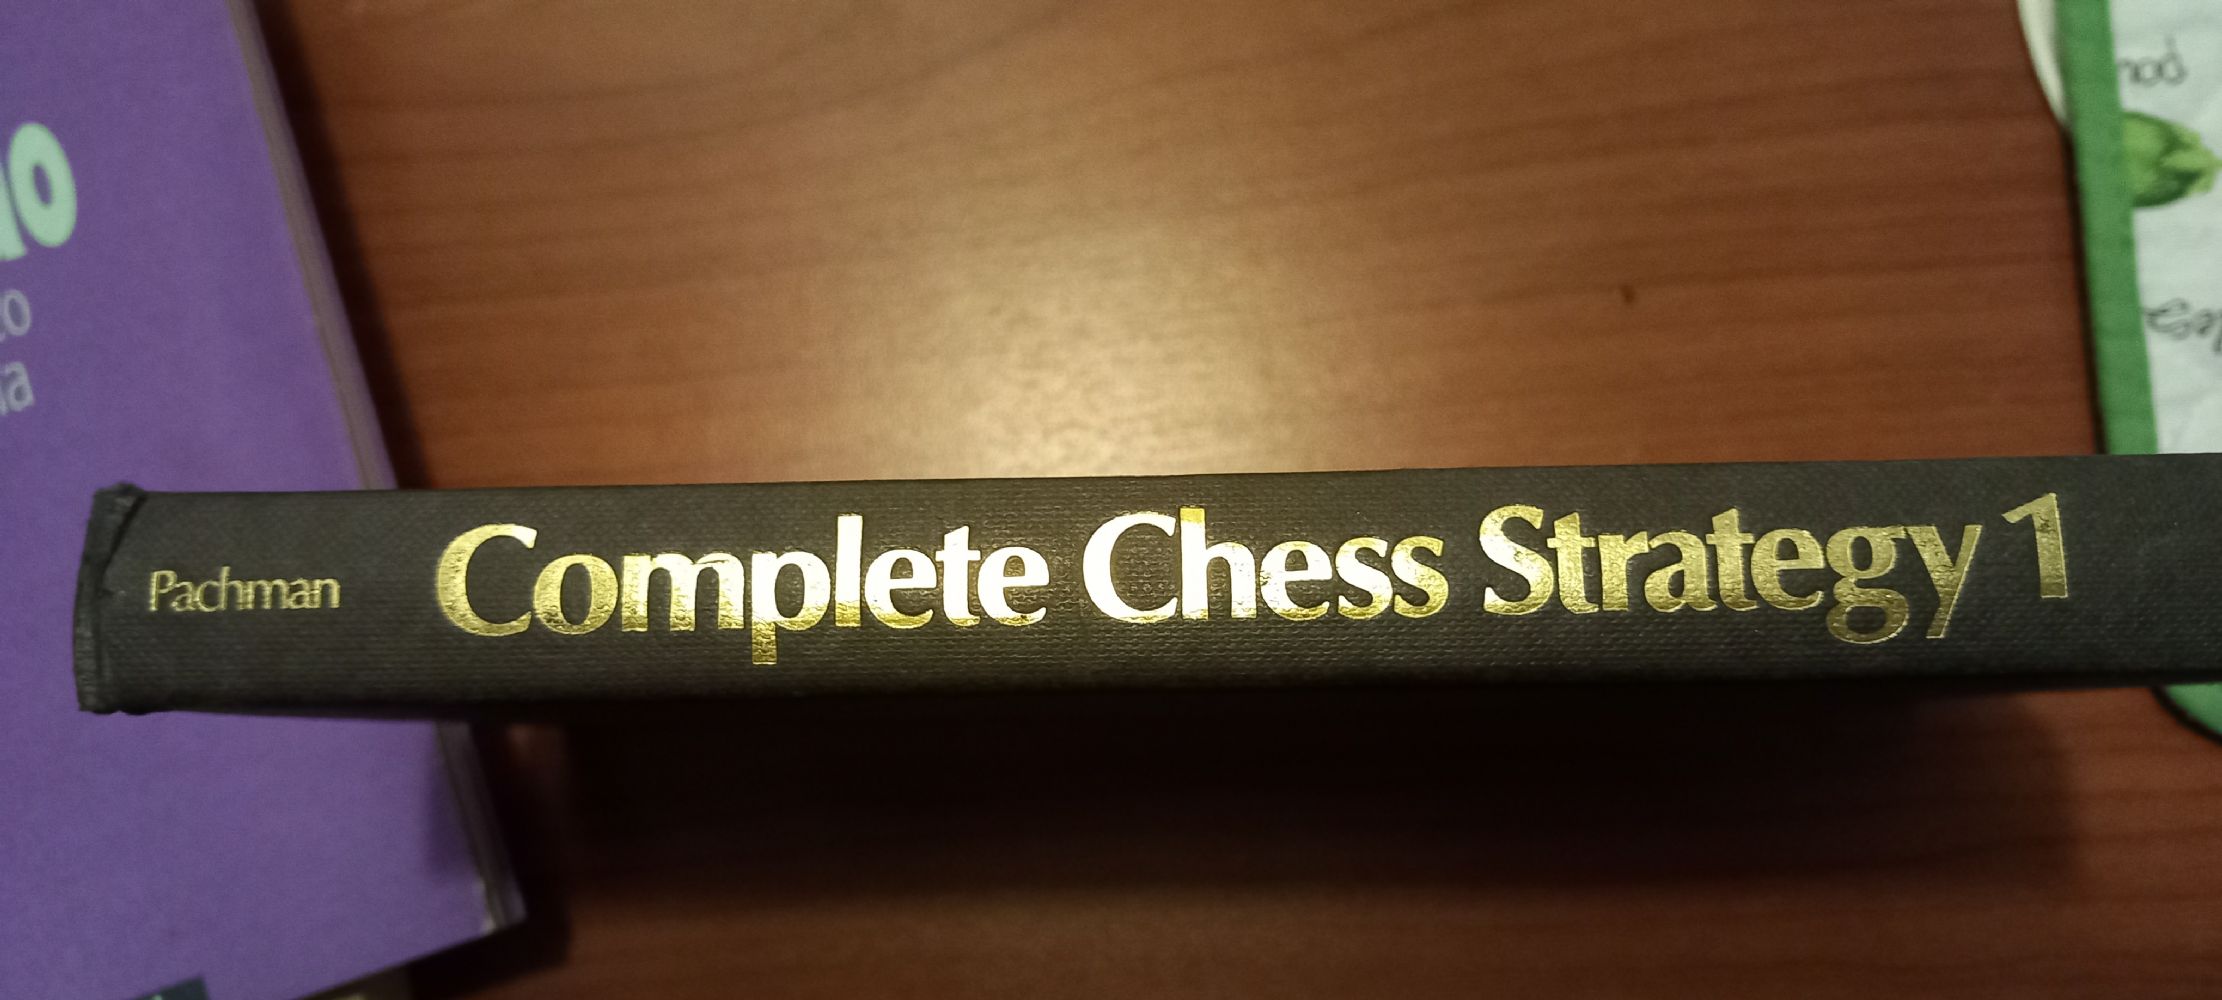 Pachman Complete Chess Strategy 1